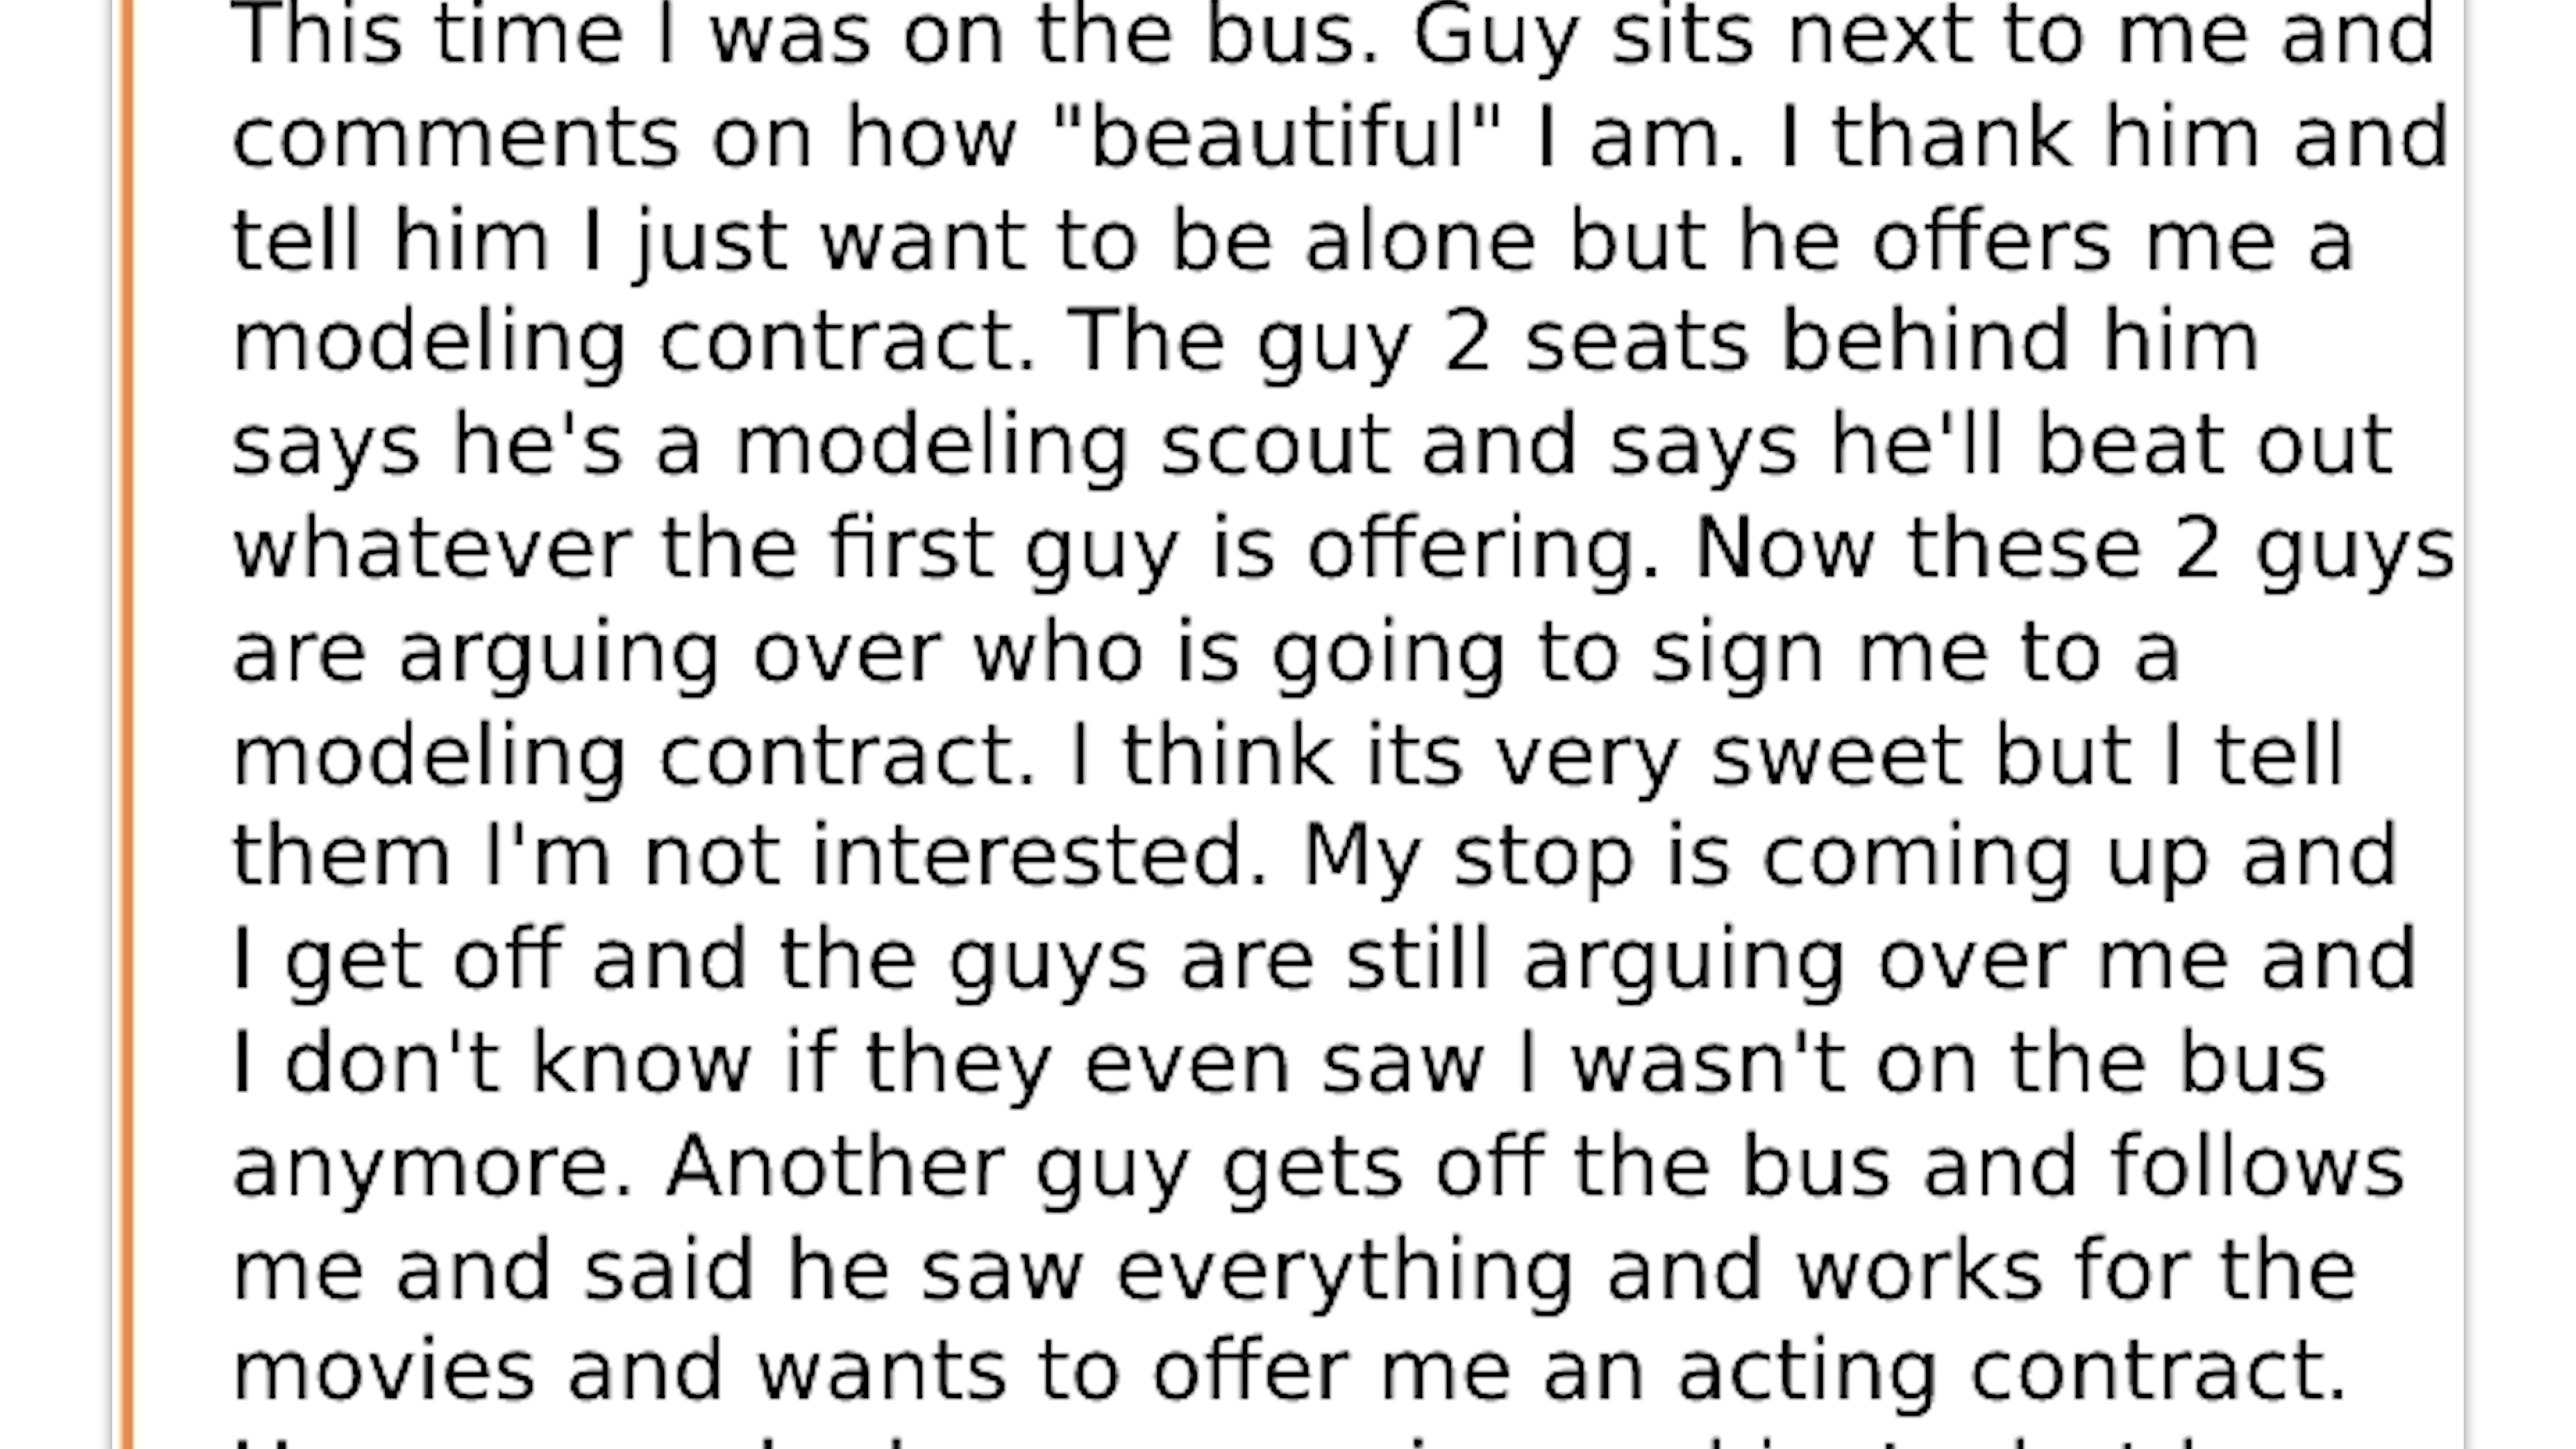 This time I was on the bus. Guy sits next to me and
comments on how "beautiful" I am. I thank him and
tell him I just want to be alone but he offers me a
modeling contract. The guy 2 seats behind him
says he's a modeling scout and says he'll beat out
whatever the first guy is offering. Now these 2 guys
are arguing over who is going to sign me to a
modeling contract. I think its very sweet but I tell
them I'm not interested. My stop is coming up and
I get off and the guys are still arguing over me and
I don't know if they even saw I wasn't on the bus
anymore. Another guy gets off the bus and follows
me and said he saw everything and works for the
movies and wants to offer me an acting contract.